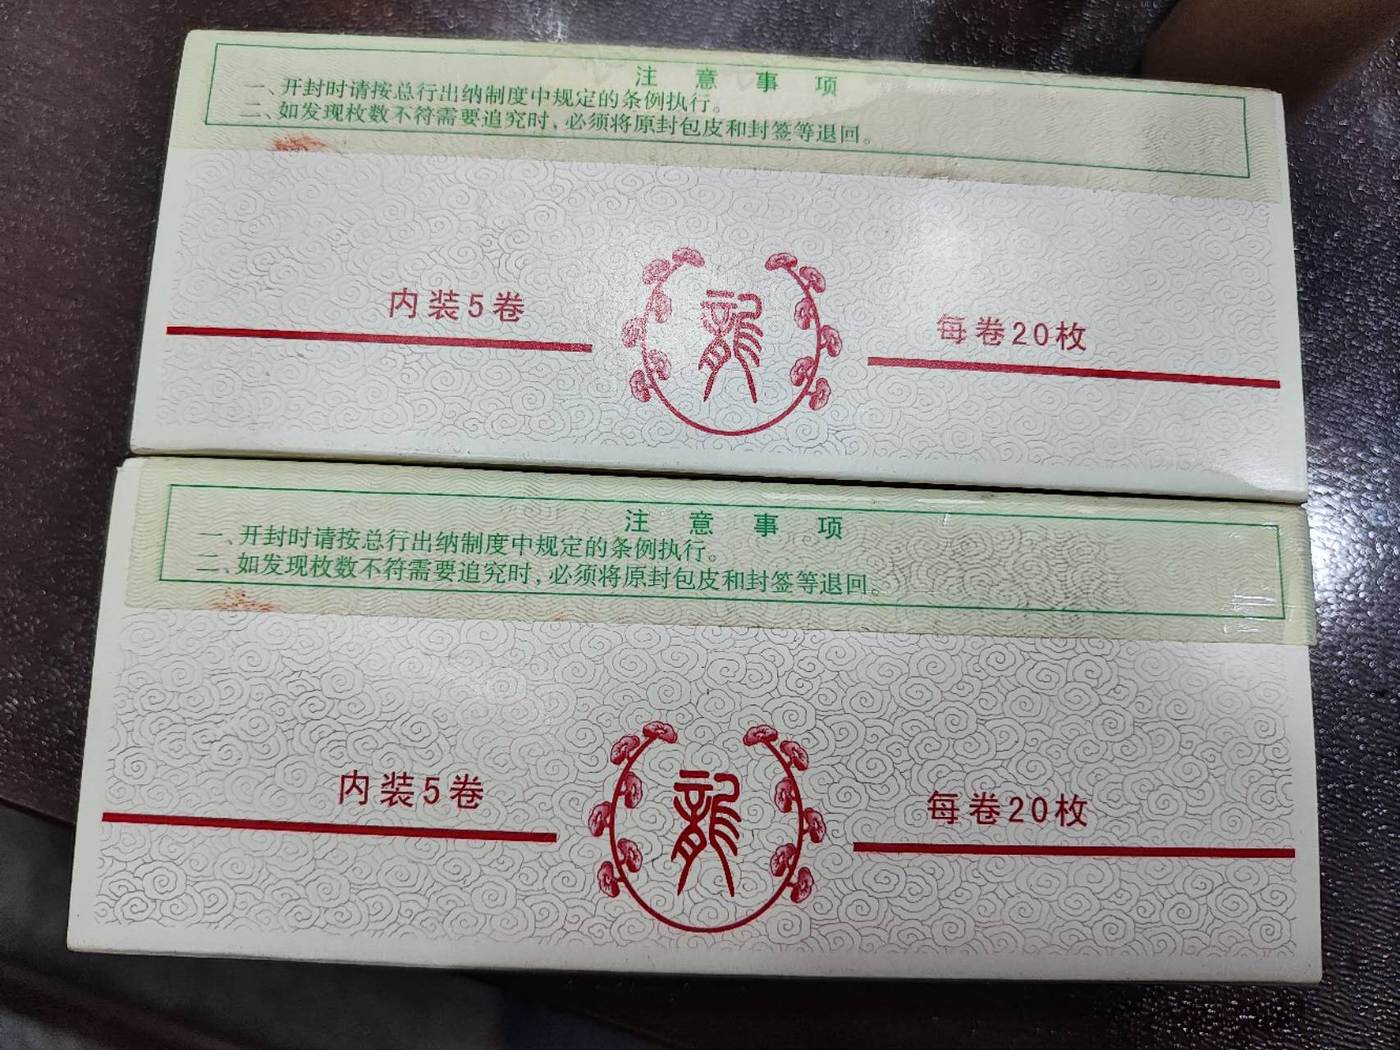 注意事项
一、开封时请按总行出纳制度中规定的条例执行。
二、如发现枚数不符需要追究时，必须将原封包皮和封签等退回。
内装5卷
龍
每卷20枚
注意事项
一、开封时请按总行出纳制度中规定的条例执行。
二、如发现枚数不符需要追究时，必须将原封包皮和封签等退回。
内装5卷
龍
每卷20枚